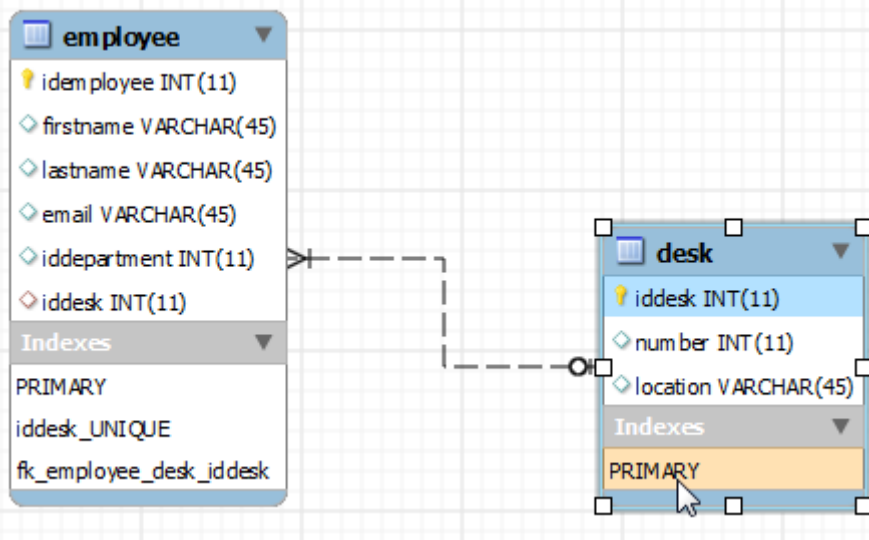 employee
idemployee INT(11)
firstname VARCHAR(45)
lastname VARCHAR(45)
email VARCHAR(45)
iddepartment INT(11)
iddesk INT(11)
Indexes
PRIMARY
iddesk_UNIQUE
fk_employee_desk_iddesk
desk
iddesk INT(11)
number INT(11)
location VARCHAR(45)
Indexes
PRIMARY